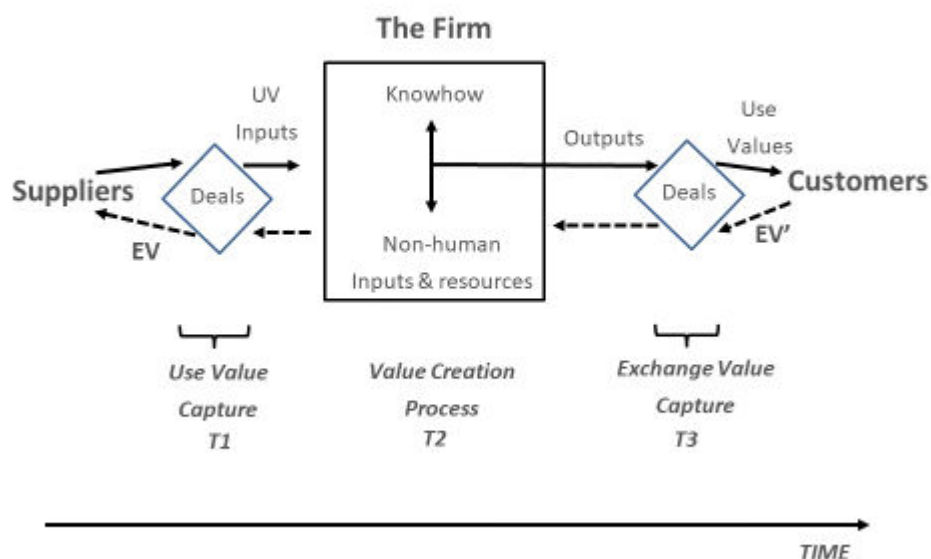 The Firm
UV
Inputs
Knowhow
Outputs
Use
Values
Suppliers
Deals
Deals
Customers
EV
EV’
Non-human
Inputs & resources
Use Value
Capture
T1
Value Creation
Process
T2
Exchange Value
Capture
T3
TIME